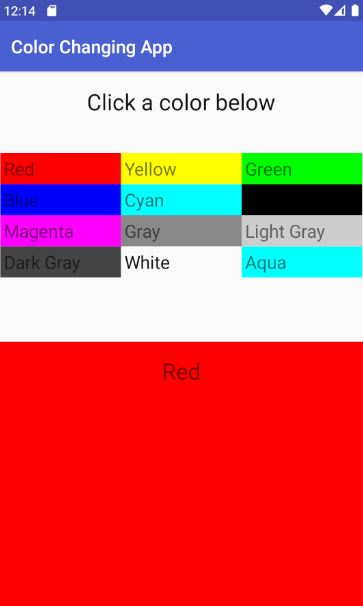 12:14
Color Changing App
Click a color below
Red Yellow Green
Blue Cyan
Magenta Gray Light Gray
Dark Gray White Aqua
Red